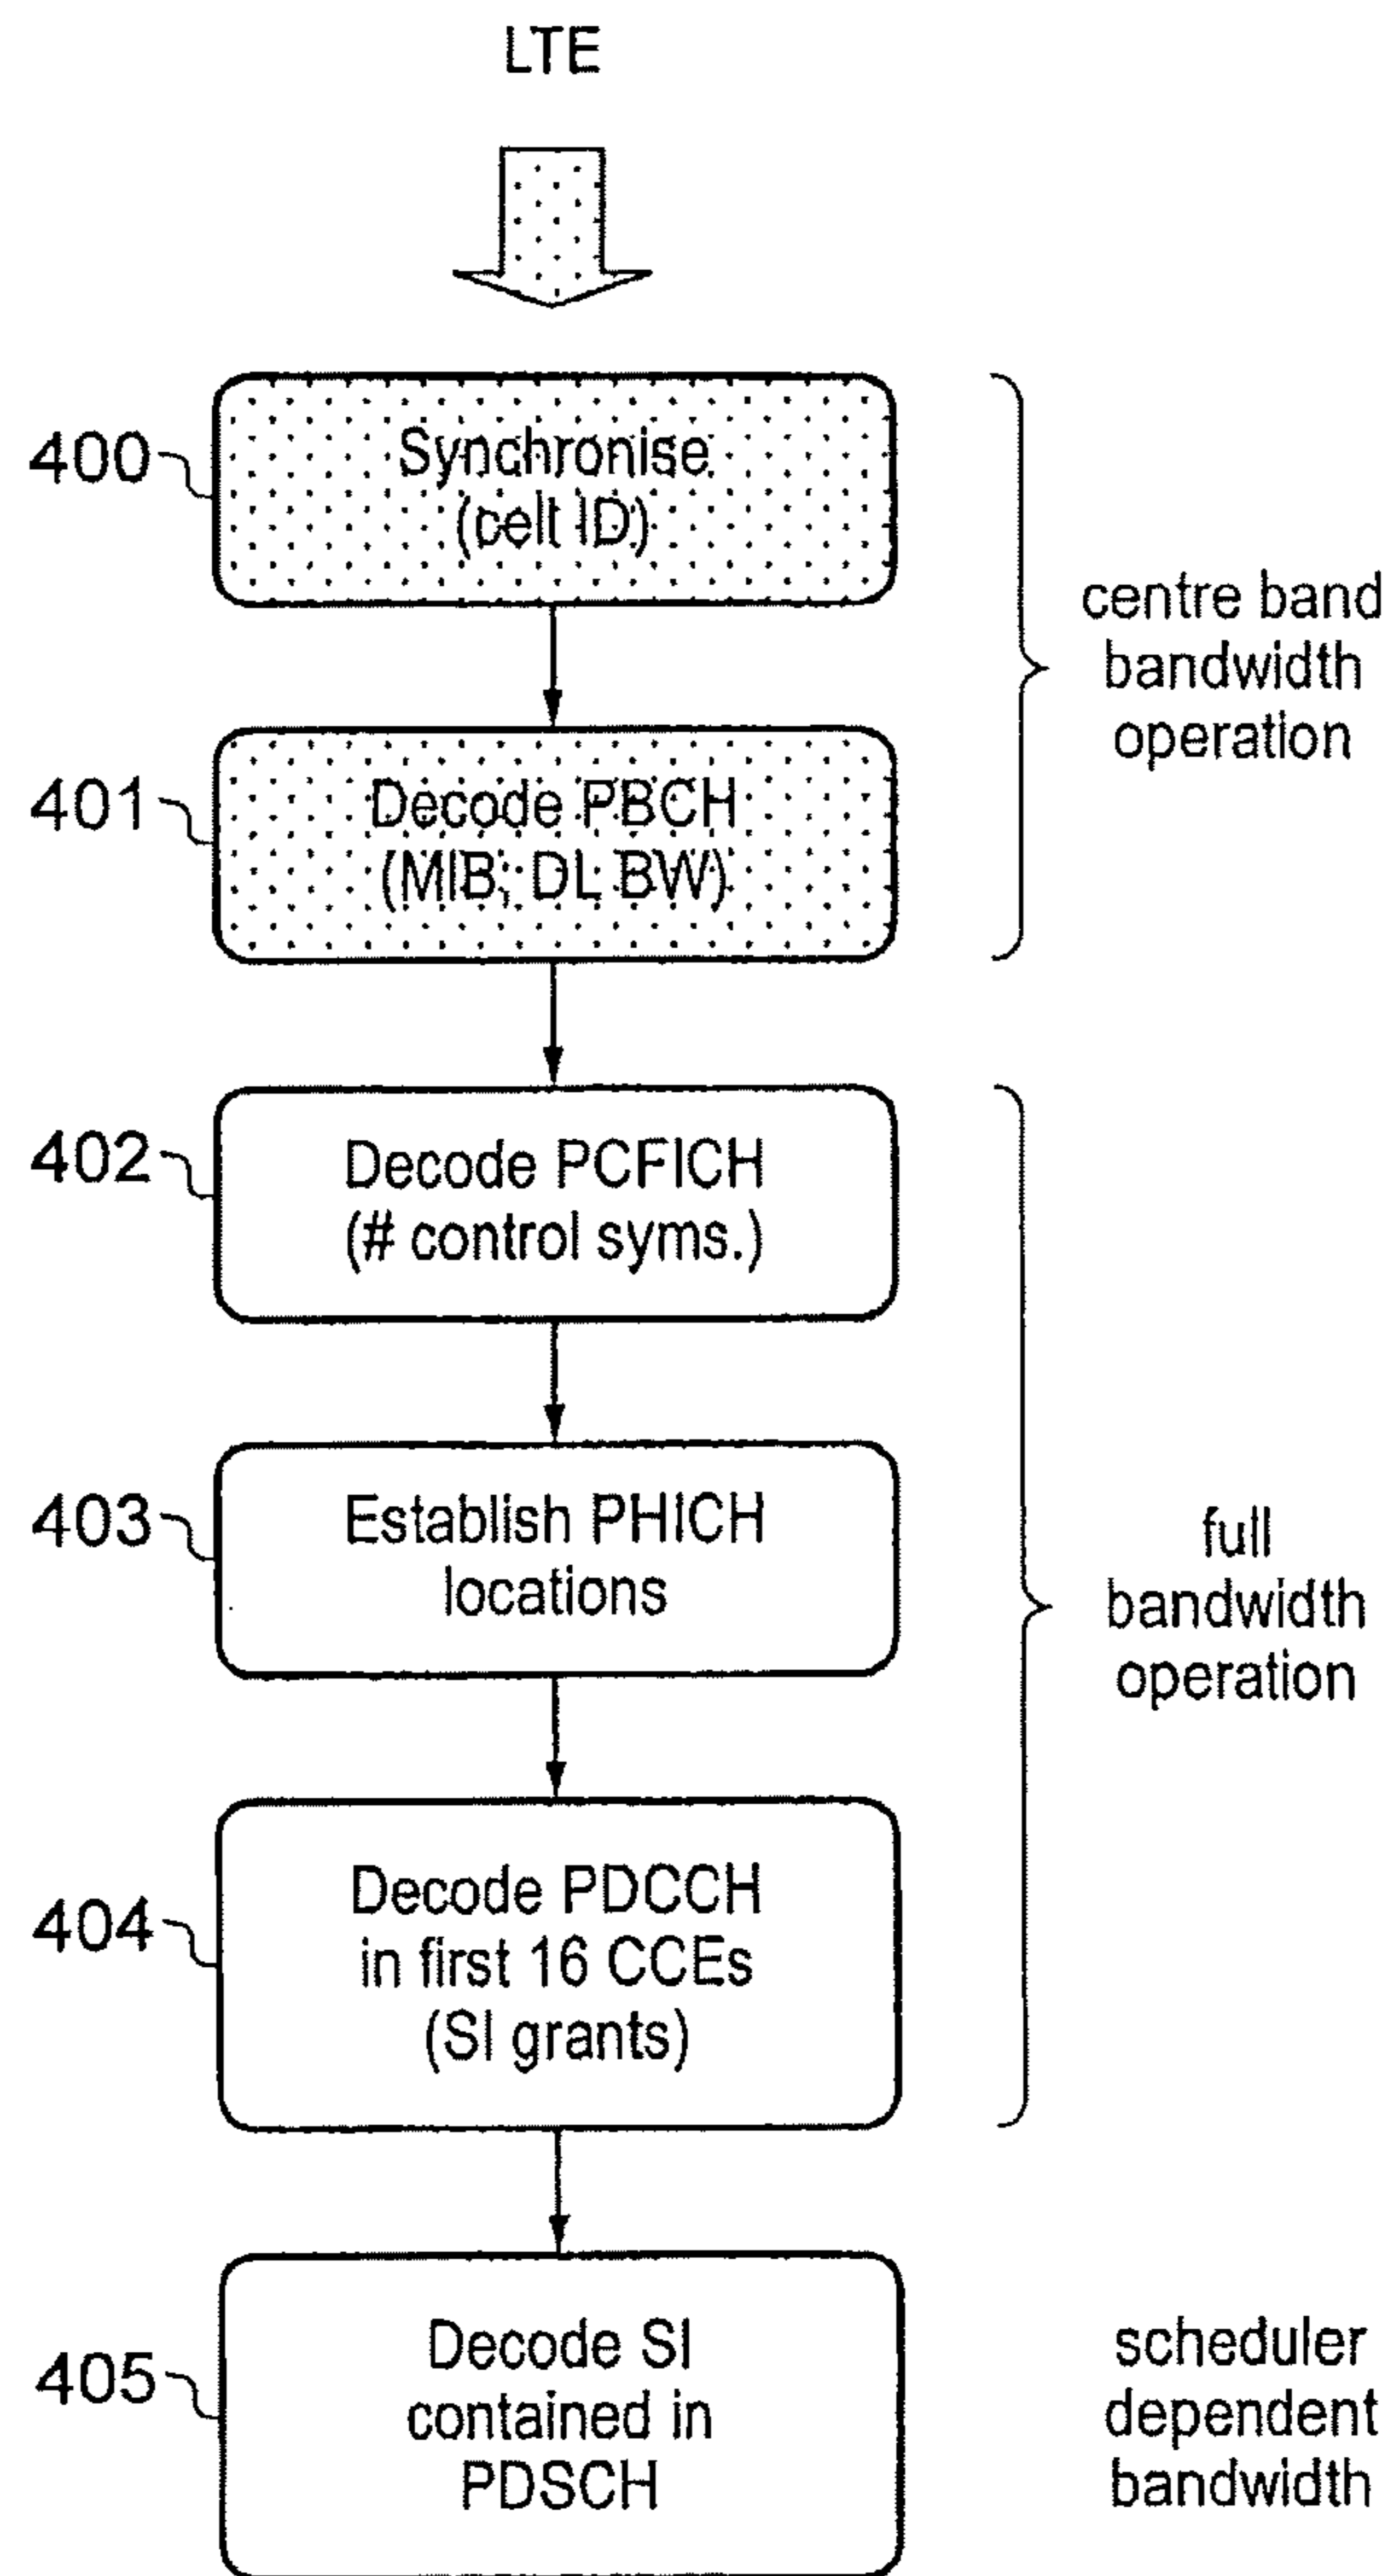 LTE
400
Synchronise
(cell ID)
centre band
bandwidth
operation
401
Decode PBCH
(MIB; DL BW)
402
Decode PCFICH
(# control syms.)
403
Establish PHICH
locations
full
bandwidth
operation
404
Decode PDCCH
in first 16 CCEs
(SI grants)
405
Decode SI
contained in
PDSCH
scheduler
dependent
bandwidth